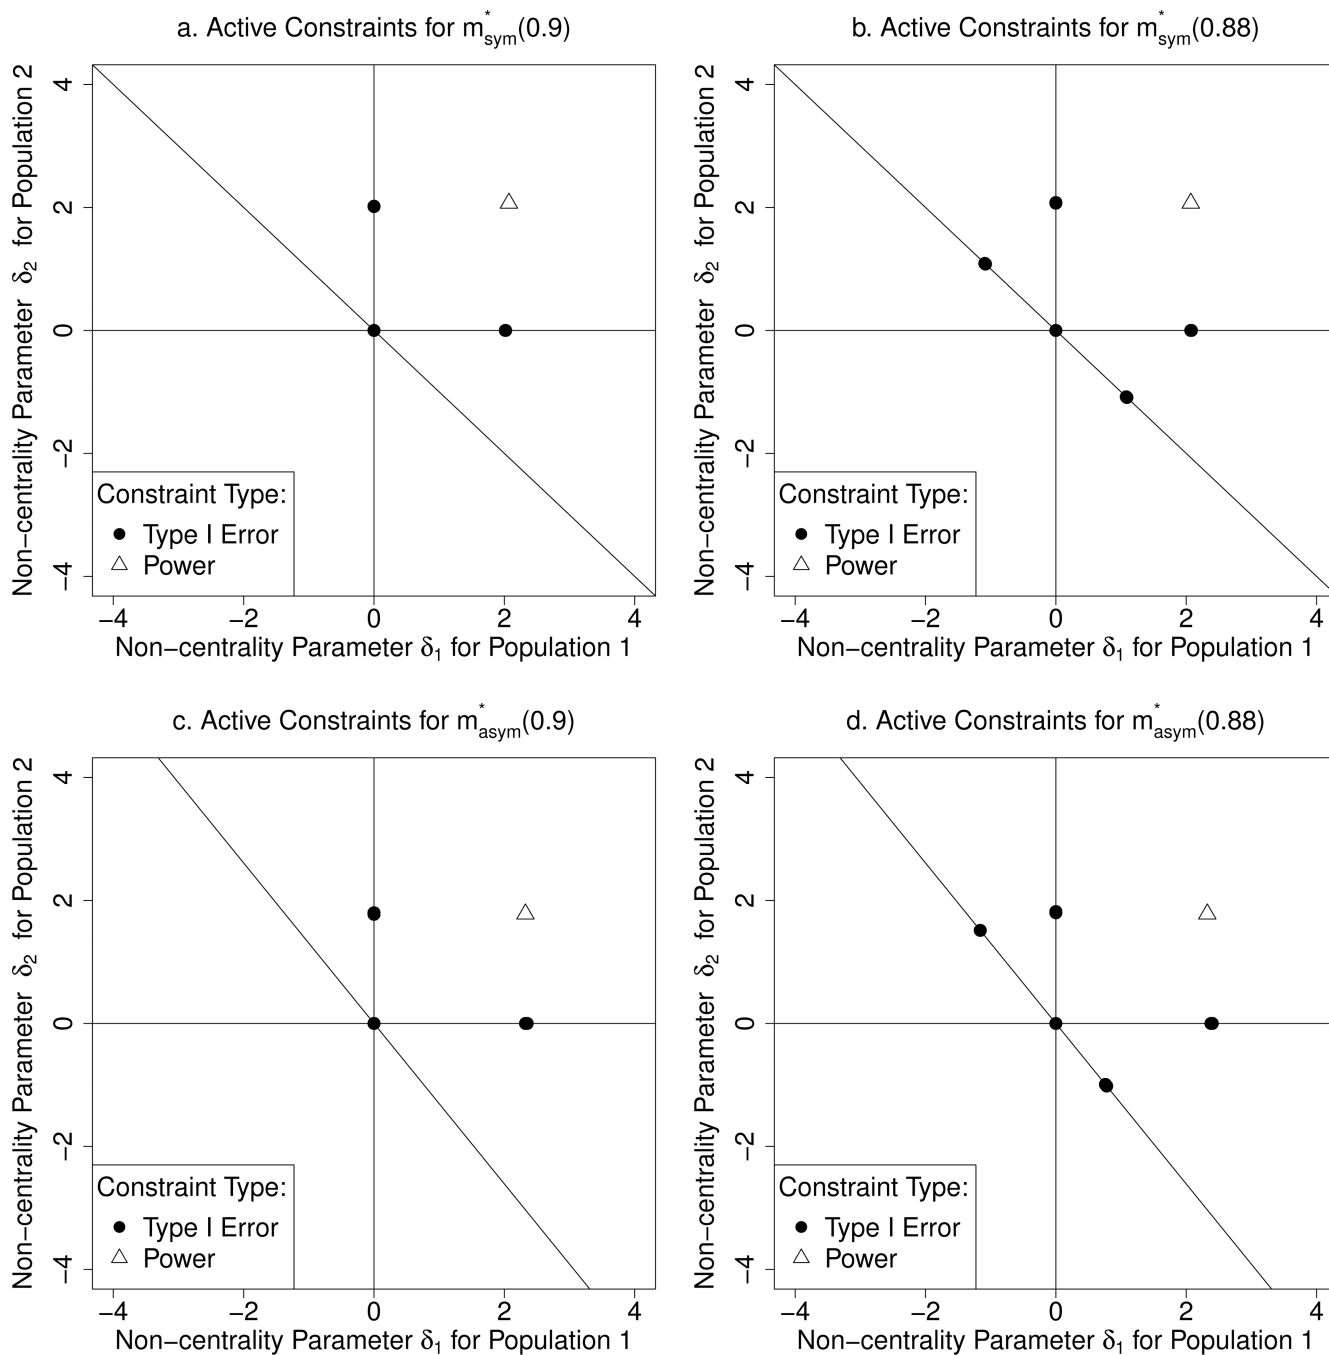 a. Active Constraints for m*sym(0.9)
Non−centrality Parameter δ2 for Population 2
4
2
0
−2
−4
Constraint Type:
Type I Error
Power
−4 −2 0 2 4
Non−centrality Parameter δ1 for Population 1
b. Active Constraints for m*sym(0.88)
Non−centrality Parameter δ2 for Population 2
4
2
0
−2
−4
Constraint Type:
Type I Error
Power
−4 −2 0 2 4
Non−centrality Parameter δ1 for Population 1
c. Active Constraints for m*asym(0.9)
Non−centrality Parameter δ2 for Population 2
4
2
0
−2
−4
Constraint Type:
Type I Error
Power
−4 −2 0 2 4
Non−centrality Parameter δ1 for Population 1
d. Active Constraints for m*asym(0.88)
Non−centrality Parameter δ2 for Population 2
4
2
0
−2
−4
Constraint Type:
Type I Error
Power
−4 −2 0 2 4
Non−centrality Parameter δ1 for Population 1